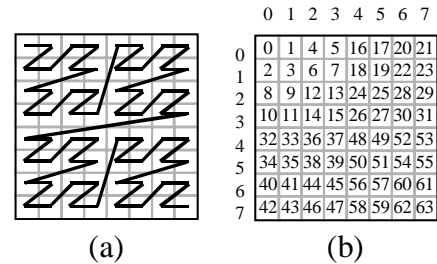 0 1 2 3 4 5 6 7
0 0 1 4 5 16 17 20 21
1 2 3 6 7 18 19 22 23
2 8 9 12 13 24 25 28 29
3 10 11 14 15 26 27 30 31
4 32 33 36 37 48 49 52 53
5 34 35 38 39 50 51 54 55
6 40 41 44 45 56 57 60 61
7 42 43 46 47 58 59 62 63
(a) (b)